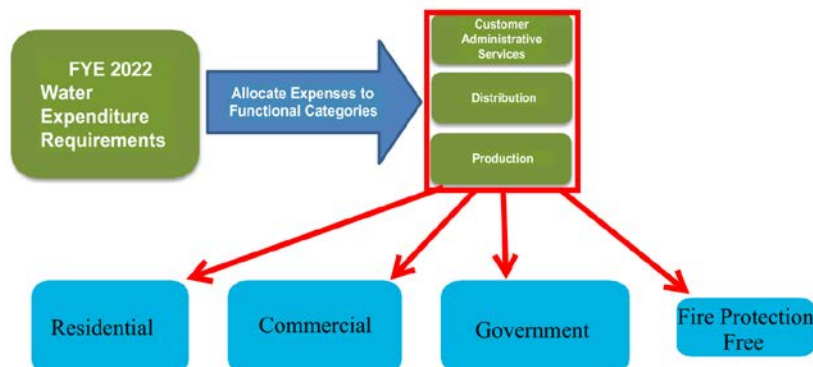 FYE 2022
Water
Expenditure
Requirements
Allocate Expenses to
Functional Categories
Customer
Administrative
Services
Distribution
Production
Residential
Commercial
Government
Fire Protection
Free